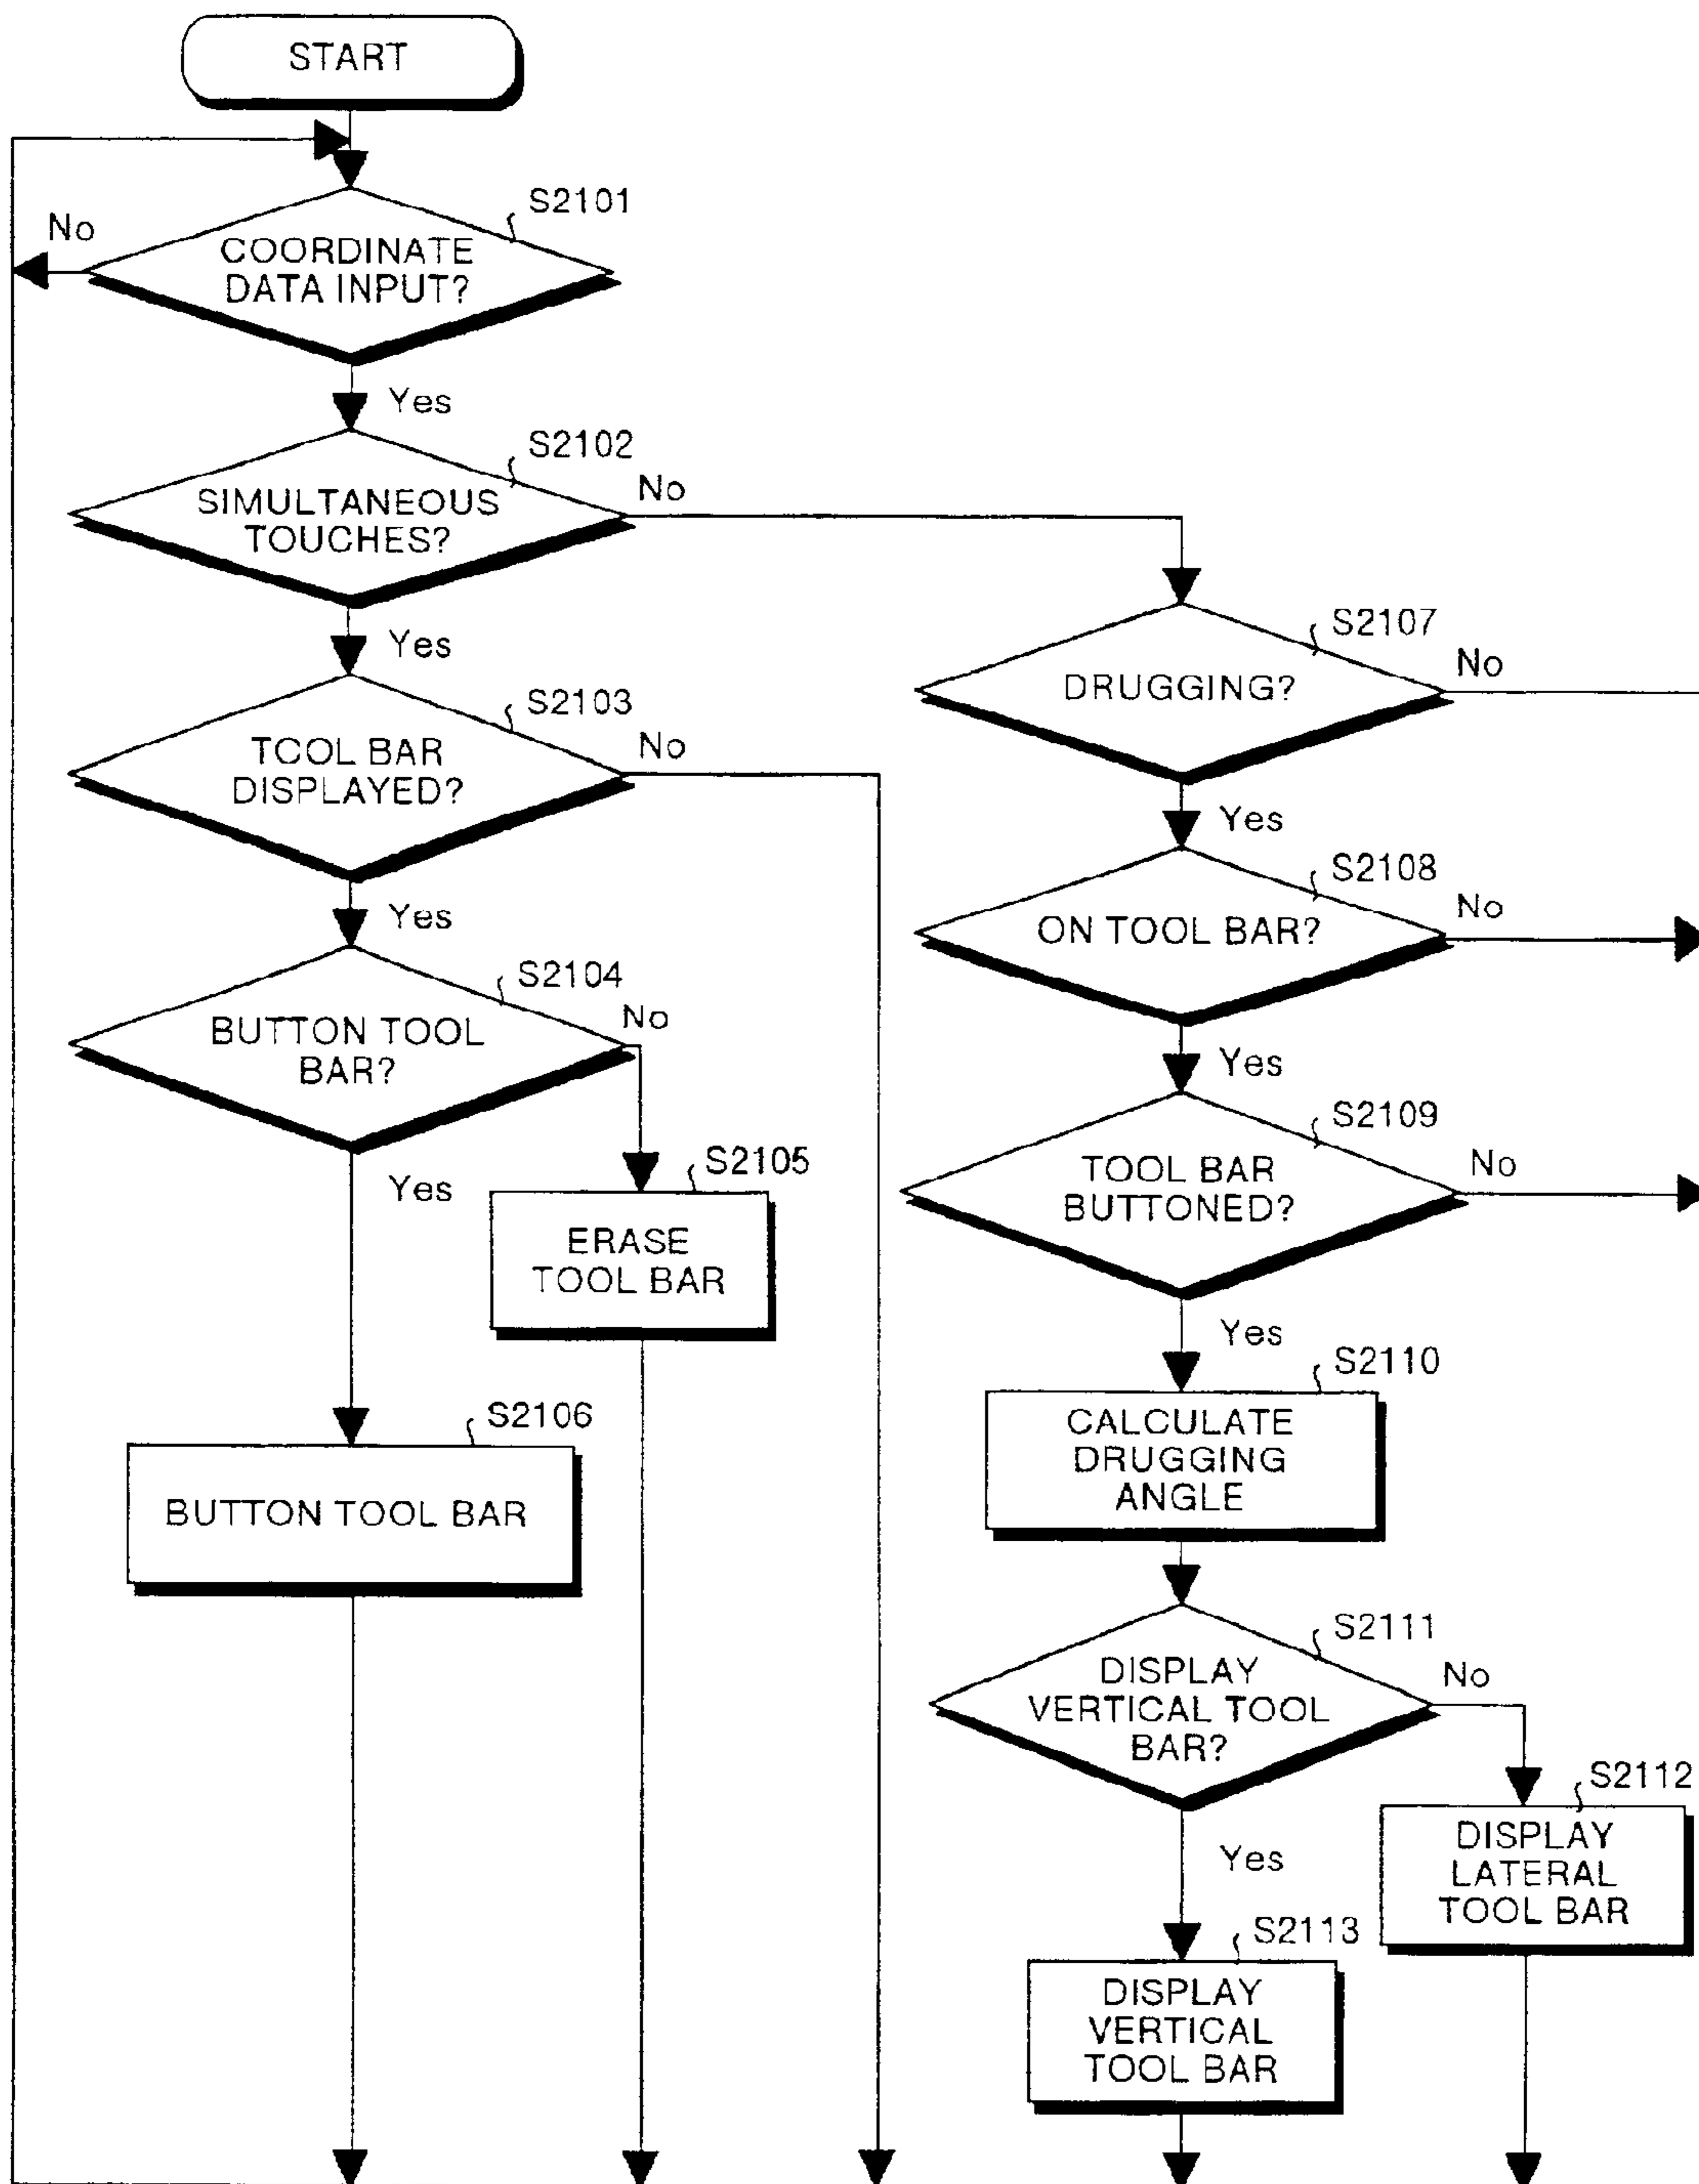 START
S2101
No
COORDINATE
DATA INPUT?
Yes
S2102
No
SIMULTANEOUS
TOUCHES?
Yes
S2103
No
TCOL BAR
DISPLAYED?
Yes
S2104
No
BUTTON TOOL
BAR?
Yes
S2105
ERASE
TOOL BAR
S2106
BUTTON TOOL BAR
S2107
No
DRUGGING?
Yes
S2108
No
ON TOOL BAR?
Yes
S2109
No
TOOL BAR
BUTTONED?
Yes
S2110
CALCULATE
DRUGGING
ANGLE
S2111
No
DISPLAY
VERTICAL TOOL
BAR?
Yes
S2112
DISPLAY
LATERAL
TOOL BAR
S2113
DISPLAY
VERTICAL
TOOL BAR